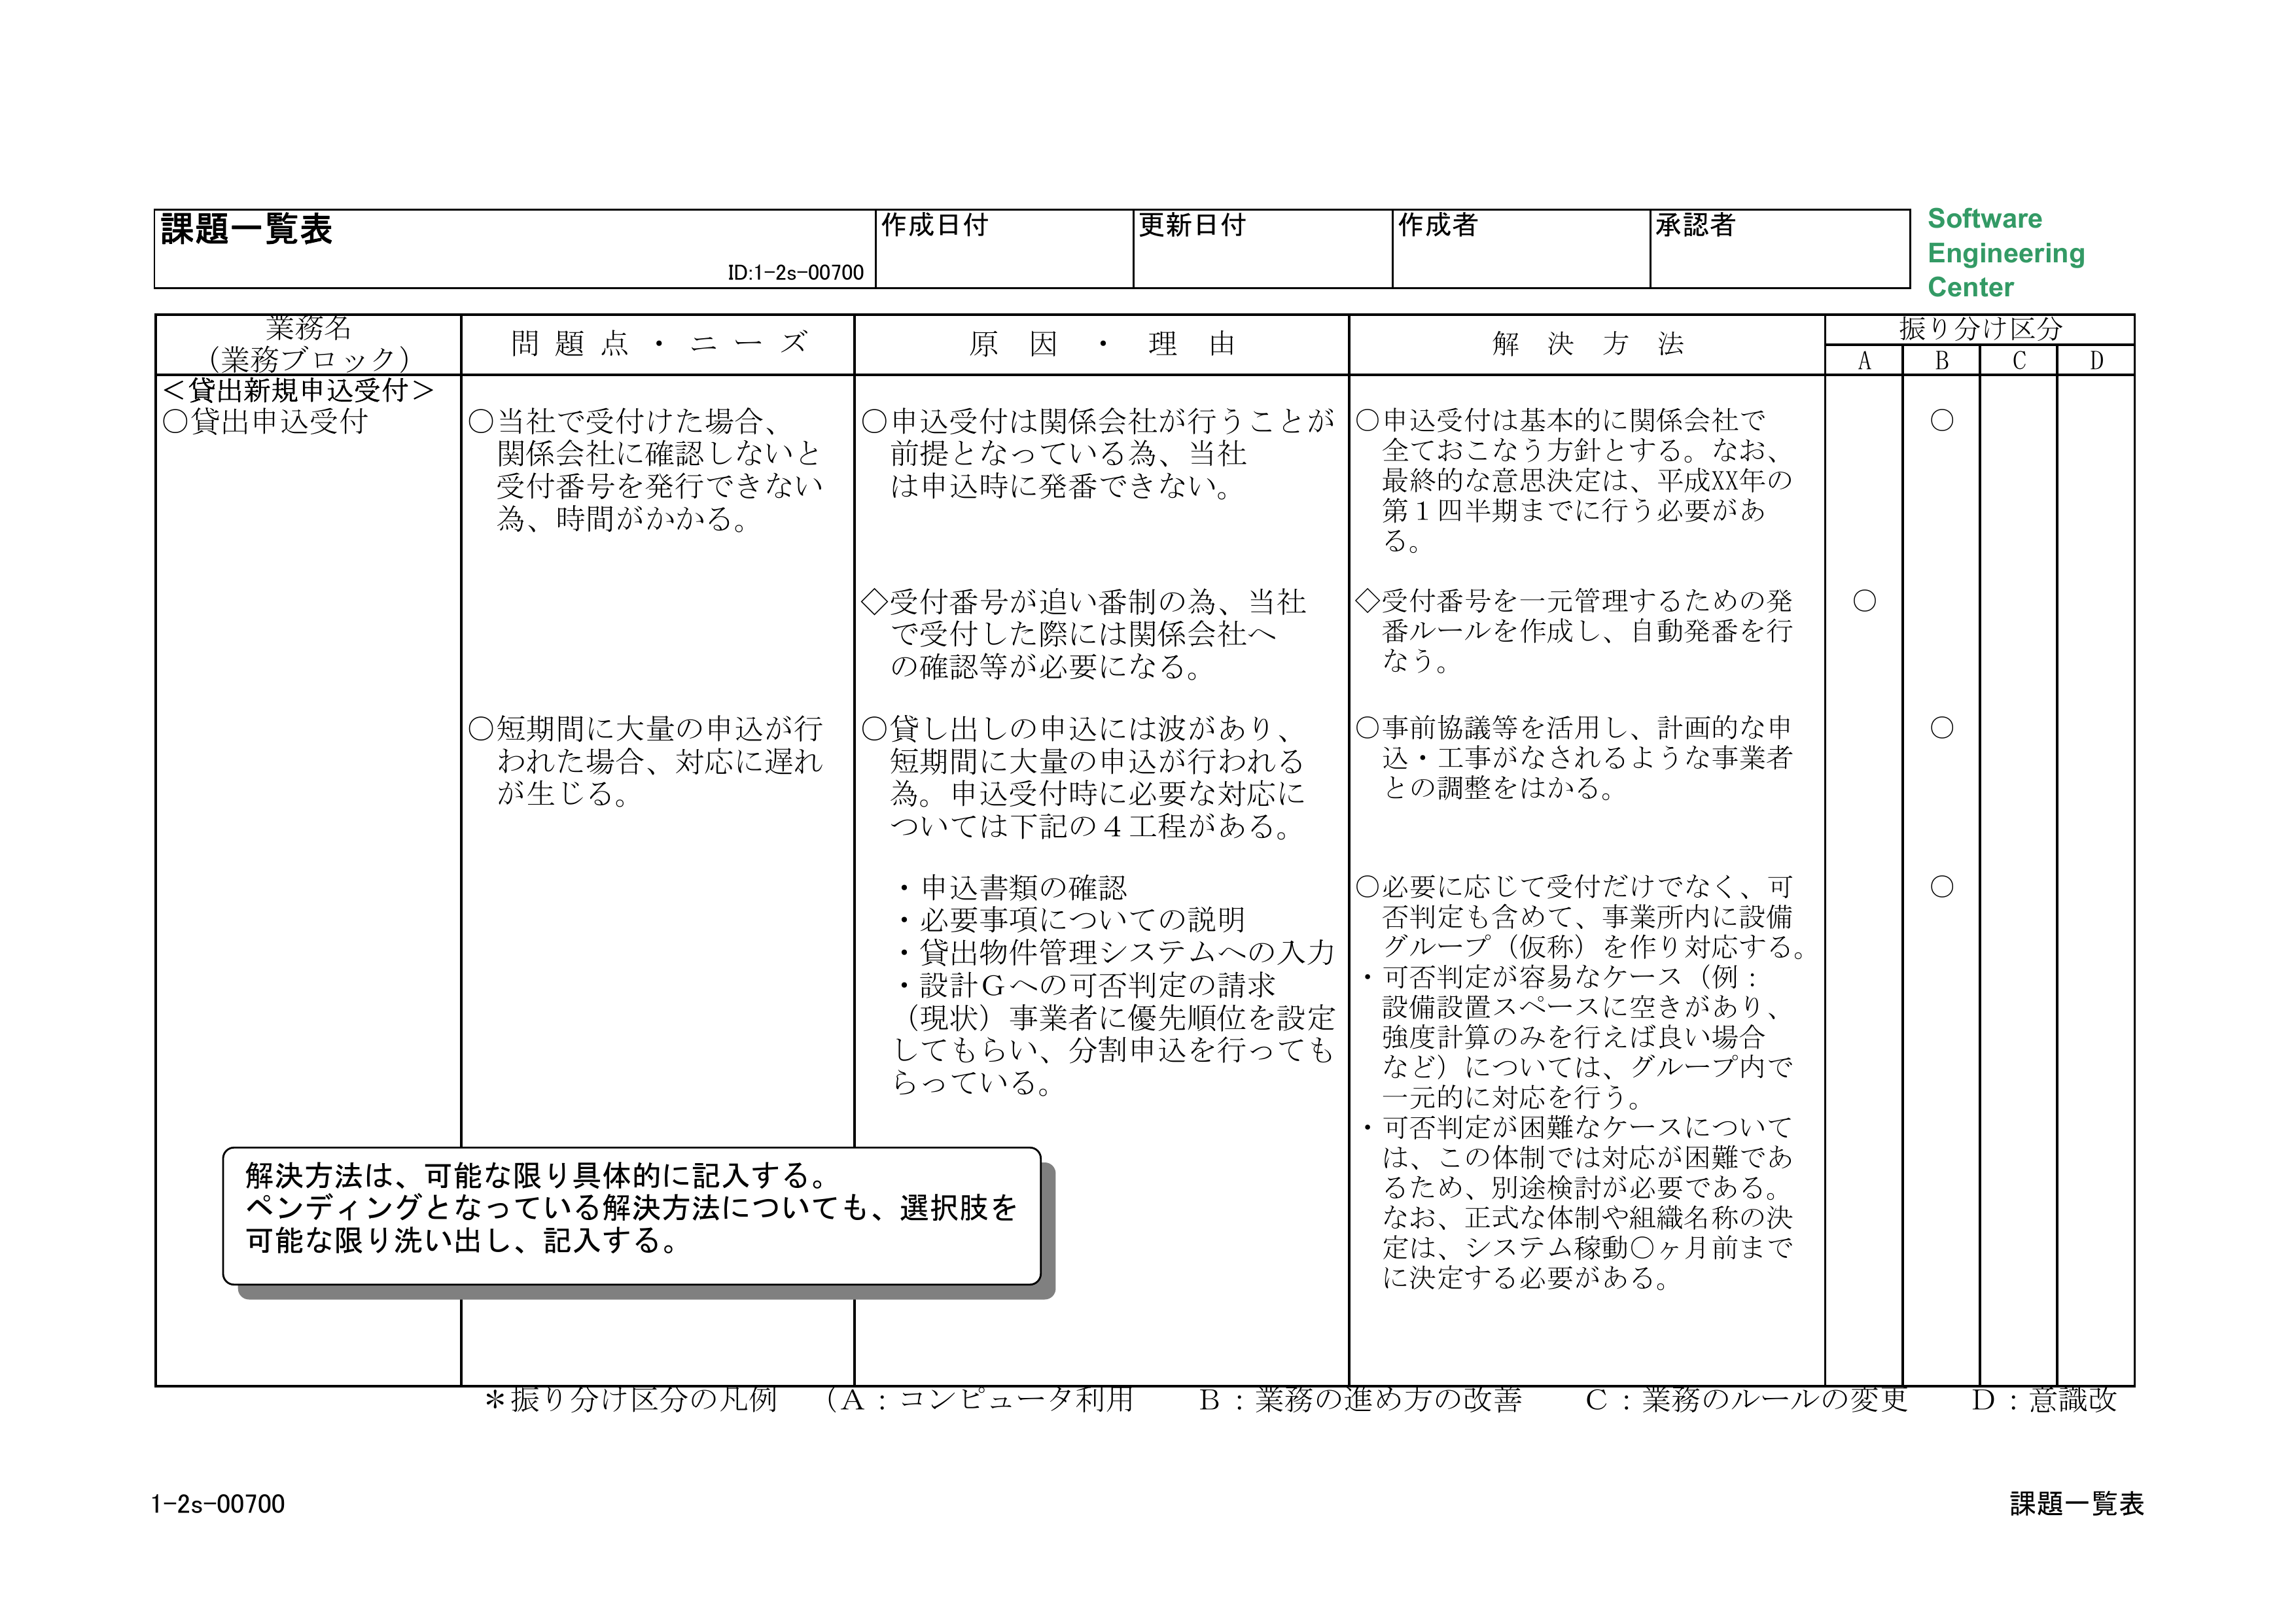 課題一覧表
ID:1-2s-00700
作成日付
更新日付
作成者
承認者
Software
Engineering
Center
業務名
（業務ブロック）
問題点・ニーズ
原因・理由
解決方法
振り分け区分
A B C D
＜貸出新規申込受付＞
○貸出申込受付
○当社で受付けた場合、
関係会社に確認しないと
受付番号を発行できない
為、時間がかかる。
○申込受付は関係会社が行うことが
前提となっている為、当社
は申込時に発番できない。
○申込受付は基本的に関係会社で
全ておこなう方針とする。なお、
最終的な意思決定は、平成XX年の
第１四半期までに行う必要があ
る。
○
◇受付番号が追い番制の為、当社
で受付した際には関係会社へ
の確認等が必要になる。
◇受付番号を一元管理するための発
番ルールを作成し、自動発番を行
なう。
○
○短期間に大量の申込が行
われた場合、対応に遅れ
が生じる。
○貸し出しの申込には波があり、
短期間に大量の申込が行われる
為。申込受付時に必要な対応に
ついては下記の４工程がある。
○事前協議等を活用し、計画的な申
込・工事がなされるような事業者
との調整をはかる。
○
・申込書類の確認
・必要事項についての説明
・貸出物件管理システムへの入力
・設計Ｇへの可否判定の請求
（現状）事業者に優先順位を設定
してもらい、分割申込を行っても
らっている。
○必要に応じて受付だけでなく、可
否判定も含めて、事業所内に設備
グループ（仮称）を作り対応する。
・可否判定が容易なケース（例：
設備設置スペースに空きがあり、
強度計算のみを行えば良い場合
など）については、グループ内で
一元的に対応を行う。
・可否判定が困難なケースについて
は、この体制では対応が困難であ
るため、別途検討が必要である。
なお、正式な体制や組織名称の決
定は、システム稼動○ヶ月前まで
に決定する必要がある。
○
解決方法は、可能な限り具体的に記入する。
ペンディングとなっている解決方法についても、選択肢を
可能な限り洗い出し、記入する。
＊振り分け区分の凡例　（Ａ：コンピュータ利用　　Ｂ：業務の進め方の改善　　Ｃ：業務のルールの変更　　Ｄ：意識改
1-2s-00700
課題一覧表